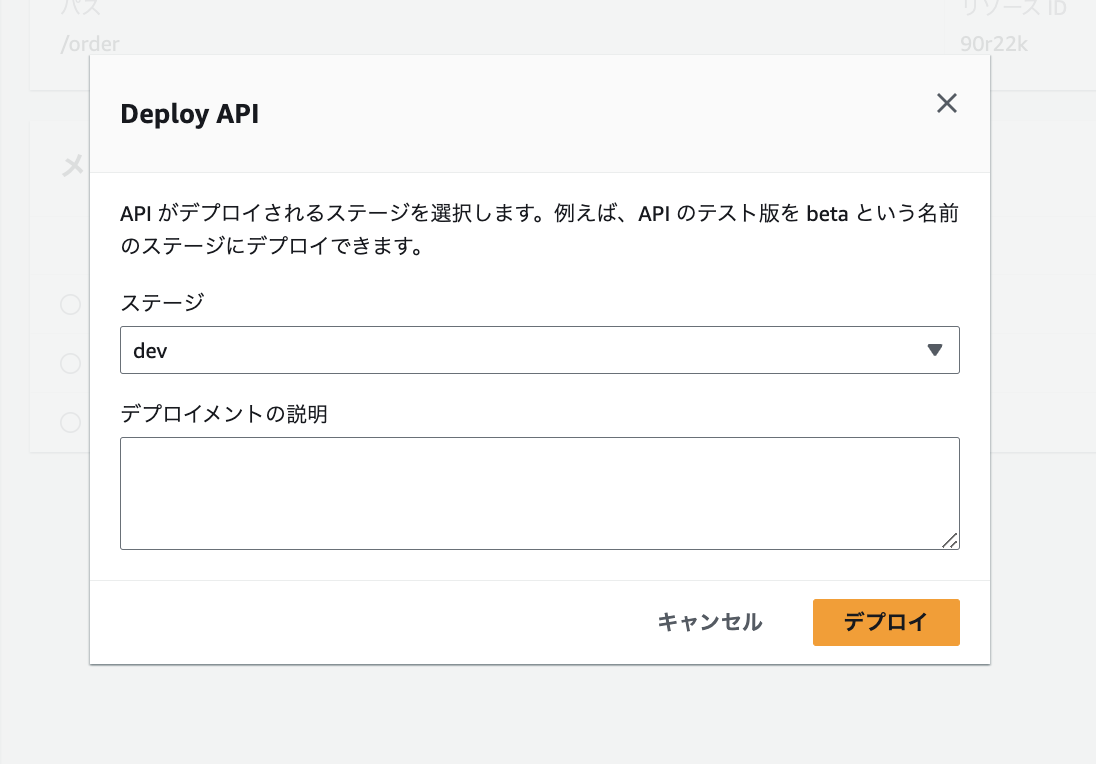 パス
リソース ID
/order
90r22k
Deploy API
メ
API がデプロイされるステージを選択します。例えば、API のテスト版を beta という名前
のステージにデプロイできます。
ステージ
dev
デプロイメントの説明
キャンセル
デプロイ